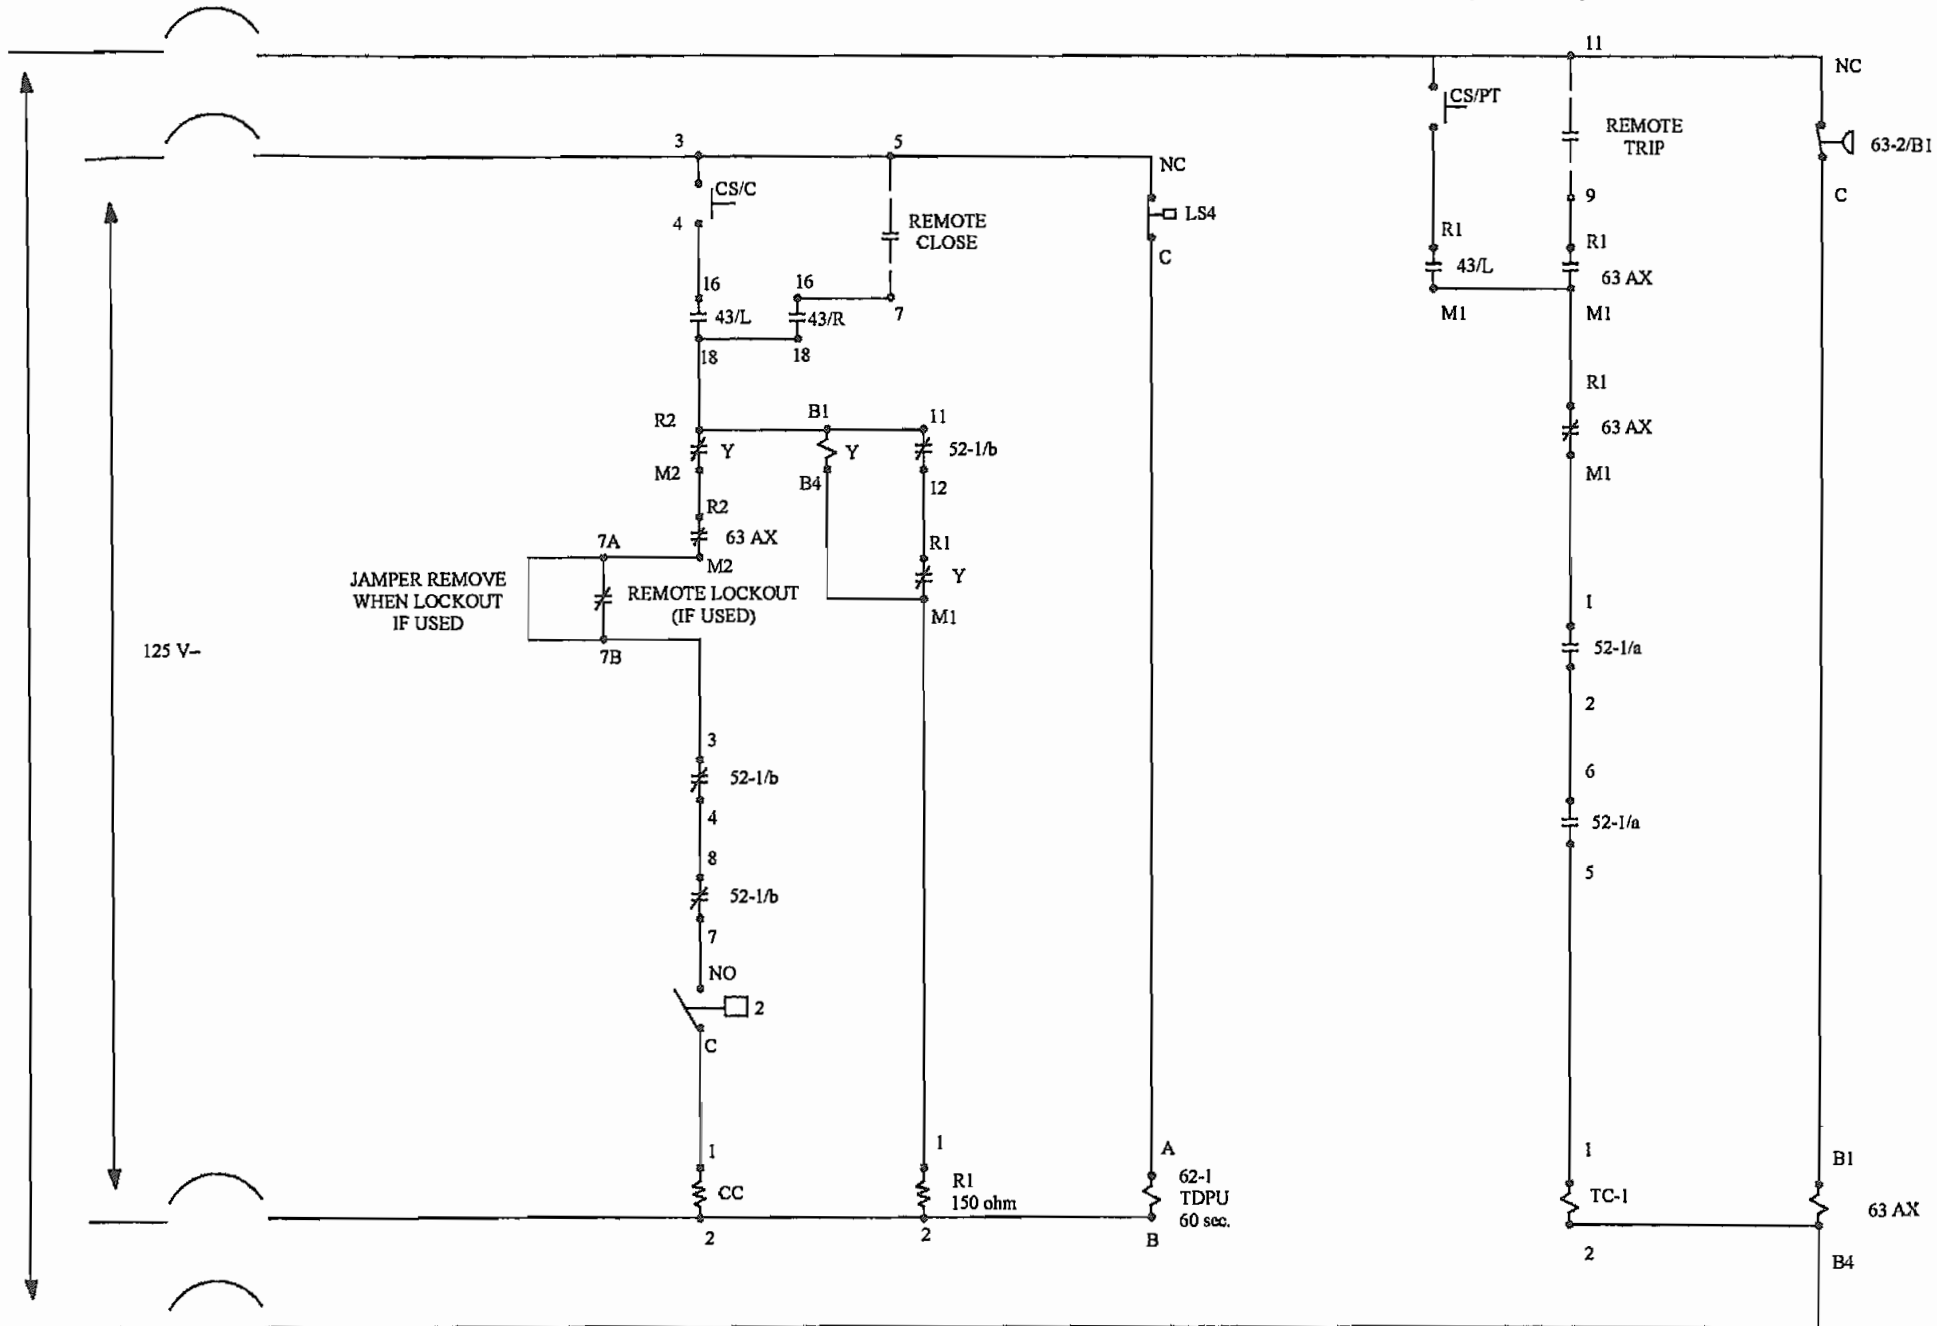 11
NC
CS/PT
REMOTE
TRIP
63-2/B1
3
5
NC
CS/C
4
REMOTE
CLOSE
LS4
C
9
C
R1
R1
43/L
63 AX
M1
M1
16
16
7
43/L
43/R
18
18
R1
63 AX
M1
R2
B1
11
Y
Y
52-1/b
M2
B4
12
R2
63 AX
R1
Y
M1
7A
M2
JAMPER REMOVE
WHEN LOCKOUT
IF USED
REMOTE LOCKOUT
(IF USED)
7B
125 V–
1
52-1/a
2
3
52-1/b
4
6
52-1/a
5
8
52-1/b
7
NO
2
C
1
CC
2
1
R1
150 ohm
2
A
62-1
TDPU
60 sec.
B
1
TC-1
2
B1
63 AX
B4